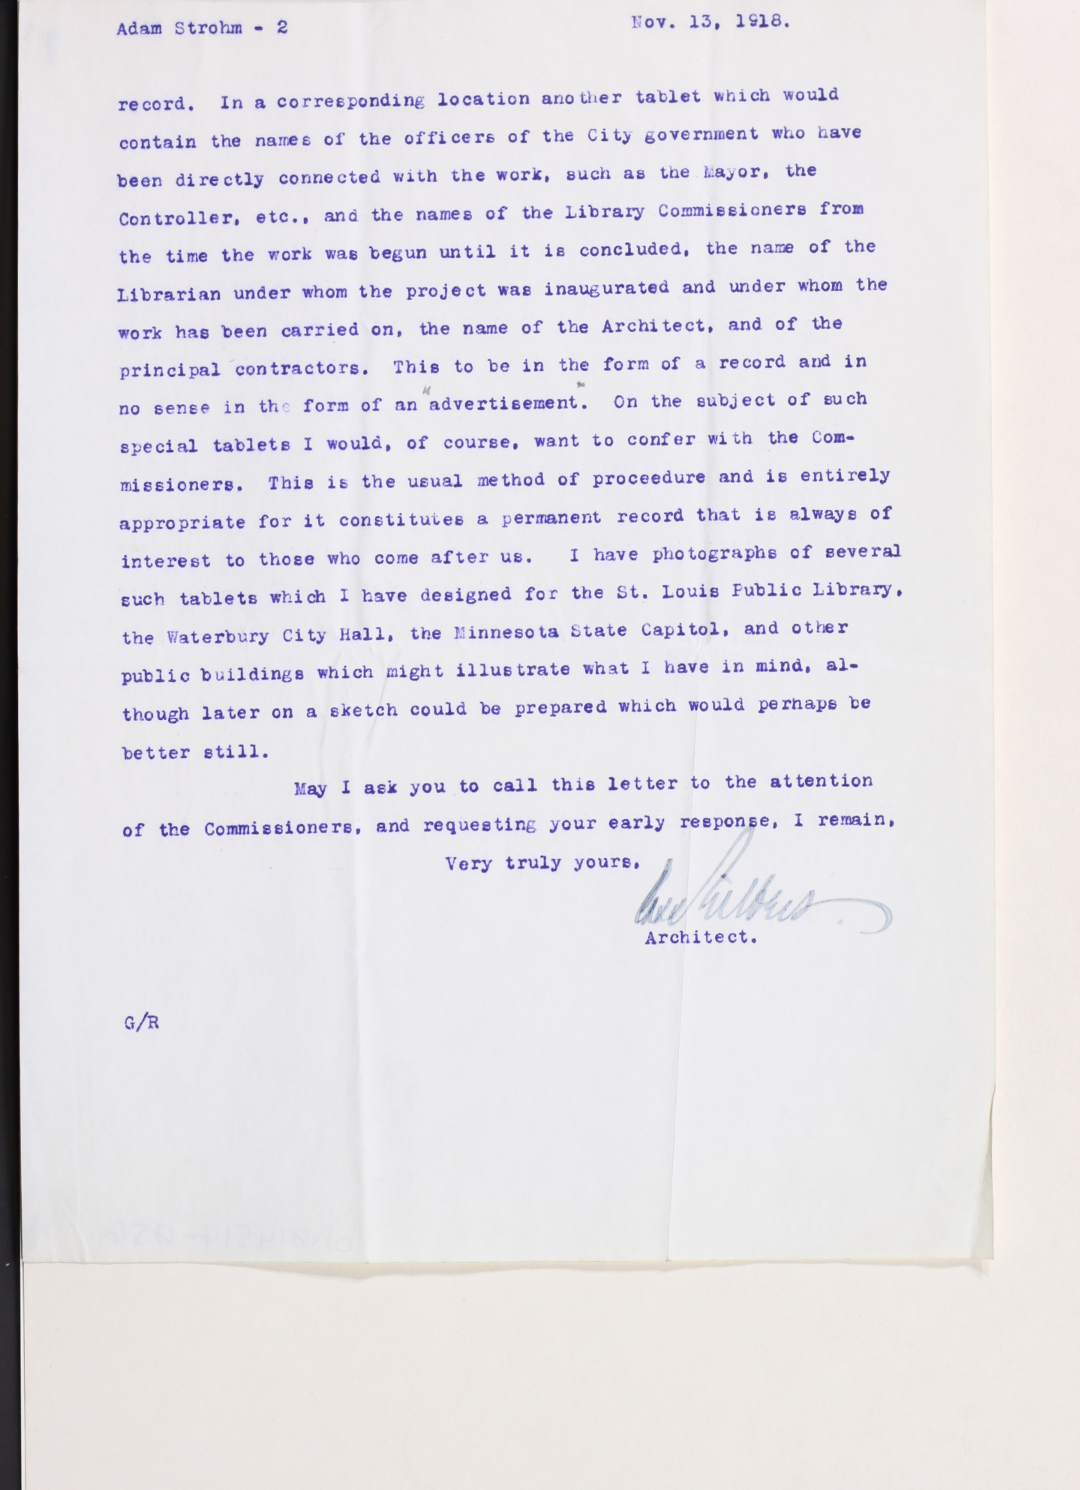 Adam Strohm - 2 Nov. 13, 1918.
record. In a corresponding location another tablet which would
contain the names of the officers of the City government who have
been directly connected with the work, such as the Mayor, the
Controller, etc., and the names of the Library Commissioners from
the time the work was begun until it is concluded, the name of the
Librarian under whom the project was inaugurated and under whom the
work has been carried on, the name of the Architect, and of the
principal contractors. This to be in the form of a record and in
no sense in the form of an "advertisement." On the subject of such
special tablets I would, of course, want to confer with the Com-
missioners. This is the usual method of proceedure and is entirely
appropriate for it constitutes a permanent record that is always of
interest to those who come after us. I have photographs of several
such tablets which I have designed for the St. Louis Public Library,
the Waterbury City Hall, the Minnesota State Capitol, and other
public buildings which might illustrate what I have in mind, al-
though later on a sketch could be prepared which would perhaps be
better still.
May I ask you to call this letter to the attention
of the Commissioners, and requesting your early response, I remain,
Very truly yours,
Cass Gilbert
Architect.
G/R